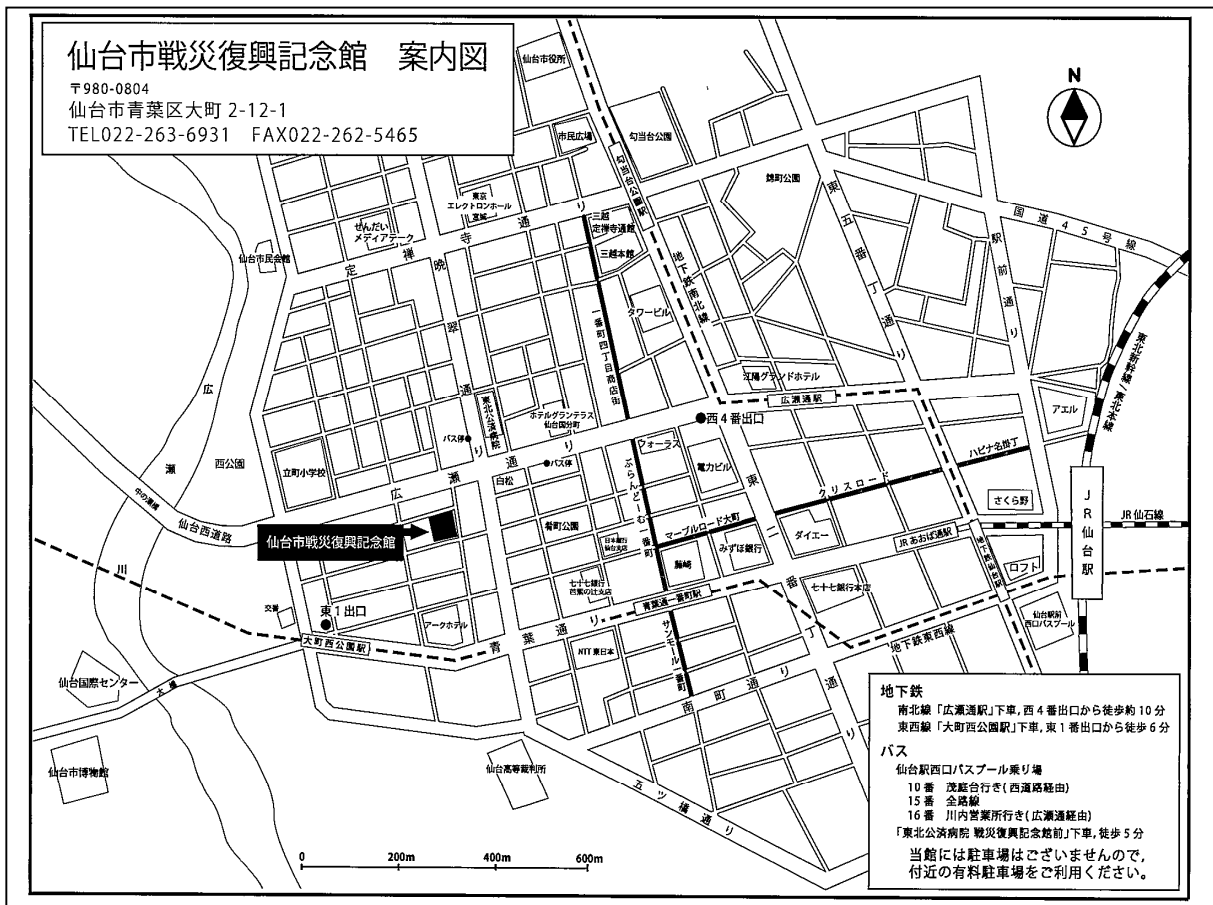 仙台市戦災復興記念館 案内図
〒980-0804
仙台市青葉区大町 2-12-1
TEL022-263-6931 FAX022-262-5465
N
仙台市役所
市民広場
勾当台公園
勾当台公園駅
錦町公園
東五番丁通り
国道45号線
駅前通り
東京
エレクトロンホール
宮城
せんだい
メディアテーク
仙台市民会館
定禅寺通り
三越
定禅寺通館
三越本館
地下鉄南北線
晩翠通り
一番町四丁目商店街
タワービル
江陽グランドホテル
広瀬通駅
東北新幹線/東北本線
アエル
東北公済病院
ホテルグランテラス
仙台国分町
西4番出口
バス停
バス停
フォーラス
電力ビル
ハピナ名掛丁
広瀬川
西公園
立町小学校
広瀬通り
白松
ぶらんどーむ一番町
クリスロード
さくら野
JR仙台駅
JR仙石線
中の瀬橋
仙台西道路
仙台市戦災復興記念館
肴町公園
日本銀行
仙台支店
マーブルロード大町
みずほ銀行
ダイエー
JRあおば通駅
地下鉄仙台駅
ロフト
藤崎
七十七銀行
芭蕉の辻支店
青葉通一番町駅
東二番丁通り
七十七銀行本店
仙台駅前
西口バスプール
交番
東1出口
アークホテル
大町西公園駅
青葉通り
NTT東日本
サンモール一番町
地下鉄東西線
南町通り
仙台国際センター
大橋
仙台市博物館
仙台高等裁判所
五ツ橋通り
0 200m 400m 600m
地下鉄
南北線「広瀬通駅」下車,西4番出口から徒歩約10分
東西線「大町西公園駅」下車,東1番出口から徒歩6分
バス
仙台駅西口バスプール乗り場
10番 茂庭台行き(西道路経由)
15番 全路線
16番 川内営業所行き(広瀬通経由)
「東北公済病院 戦災復興記念館前」下車,徒歩5分
当館には駐車場はございませんので,
付近の有料駐車場をご利用ください。